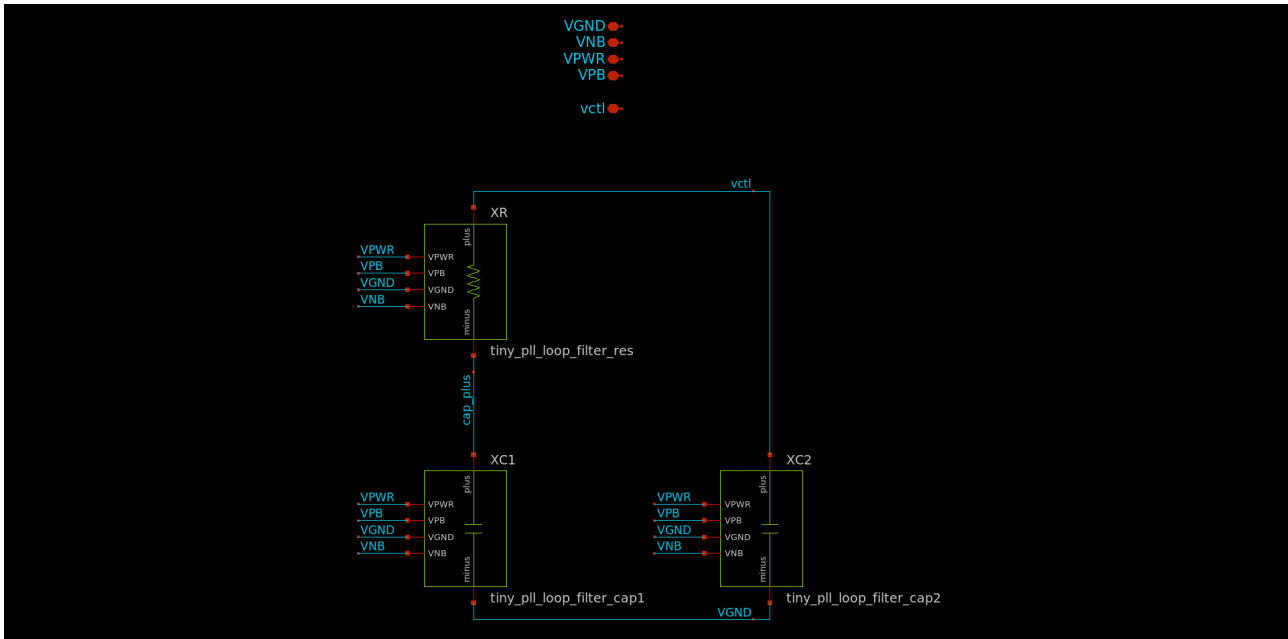 VGND
VNB
VPWR
VPB
vctl
vctl
XR
plus
VPWR
VPB
VGND
VNB
VPWR
VPB
VGND
VNB
minus
tiny_pll_loop_filter_res
cap_plus
XC1
plus
VPWR
VPB
VGND
VNB
VPWR
VPB
VGND
VNB
minus
tiny_pll_loop_filter_cap1
XC2
plus
VPWR
VPB
VGND
VNB
VPWR
VPB
VGND
VNB
minus
tiny_pll_loop_filter_cap2
VGND